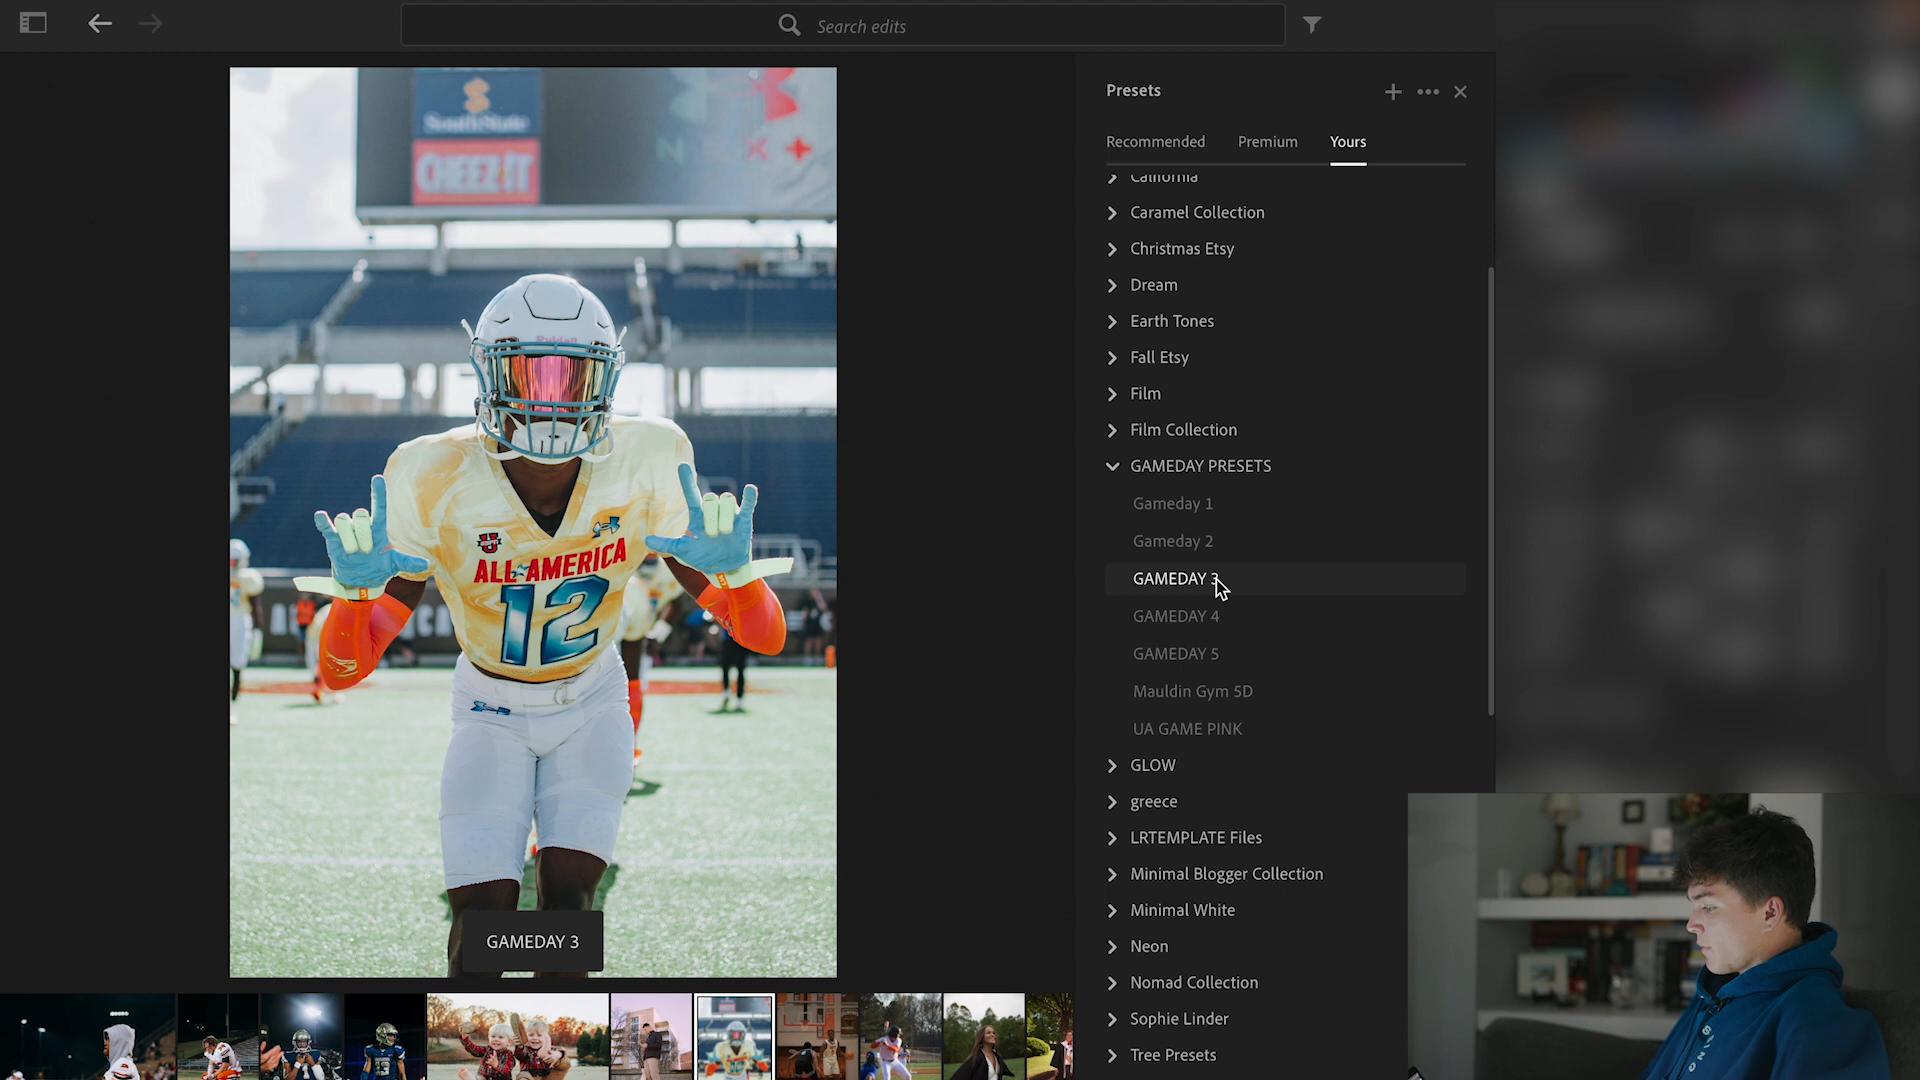 Search edits
Presets
Recommended
Premium
Yours
California
Caramel Collection
Christmas Etsy
Dream
Earth Tones
Fall Etsy
Film
Film Collection
GAMEDAY PRESETS
Gameday 1
Gameday 2
GAMEDAY 3
GAMEDAY 4
GAMEDAY 5
Mauldin Gym 5D
UA GAME PINK
GLOW
greece
LRTEMPLATE Files
Minimal Blogger Collection
Minimal White
Neon
Nomad Collection
Sophie Linder
Tree Presets
SouthState
CHEEZ-IT
Riddell
ALL-AMERICA
12
GAMEDAY 3